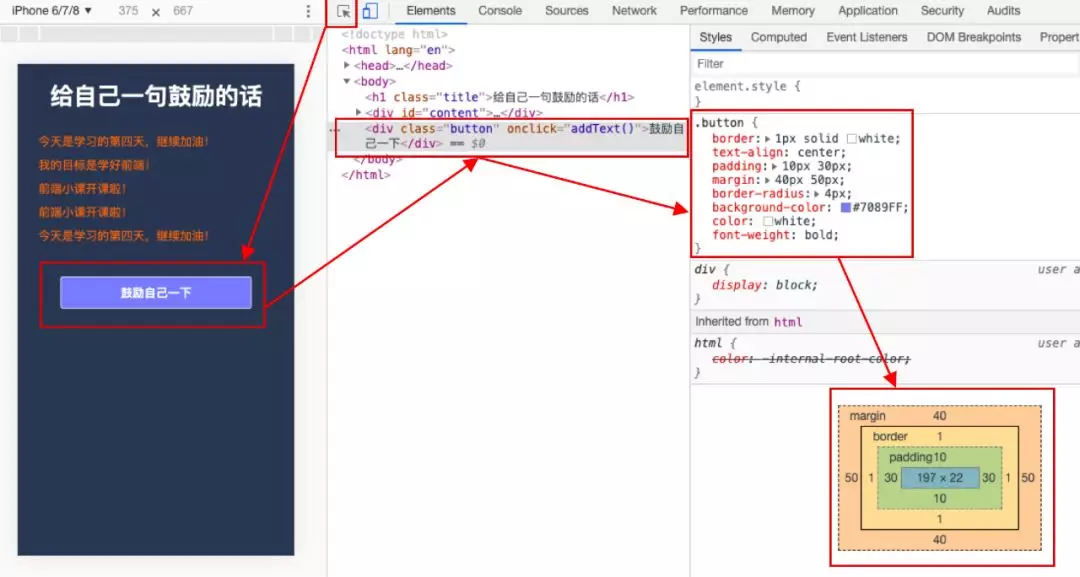 iPhone 6/7/8 ▼ 375 × 667
Elements Console Sources Network Performance Memory Application Security Audits
给自己一句鼓励的话
今天是学习的第四天，继续加油！
我的目标是学好前端！
前端小课开课啦！
前端小课开课啦！
今天是学习的第四天，继续加油！
鼓励自己一下
<!doctype html>
<html lang="en">
▶<head>…</head>
▼<body>
<h1 class="title">给自己一句鼓励的话</h1>
▶<div id="content">…</div>
… <div class="button" onclick="addText()">鼓励自
己一下</div> == $0
</body>
</html>
Styles Computed Event Listeners DOM Breakpoints Propert
Filter
element.style {
}
.button {
border:▶ 1px solid white;
text-align: center;
padding:▶ 10px 30px;
margin:▶ 40px 50px;
border-radius:▶ 4px;
background-color: #7089FF;
color: white;
font-weight: bold;
}
div { user a
display: block;
}
Inherited from html
html { user a
color: -internal-root-color;
}
margin 40
border 1
padding10
50 1 30 197 × 22 30 1 50
10
1
40